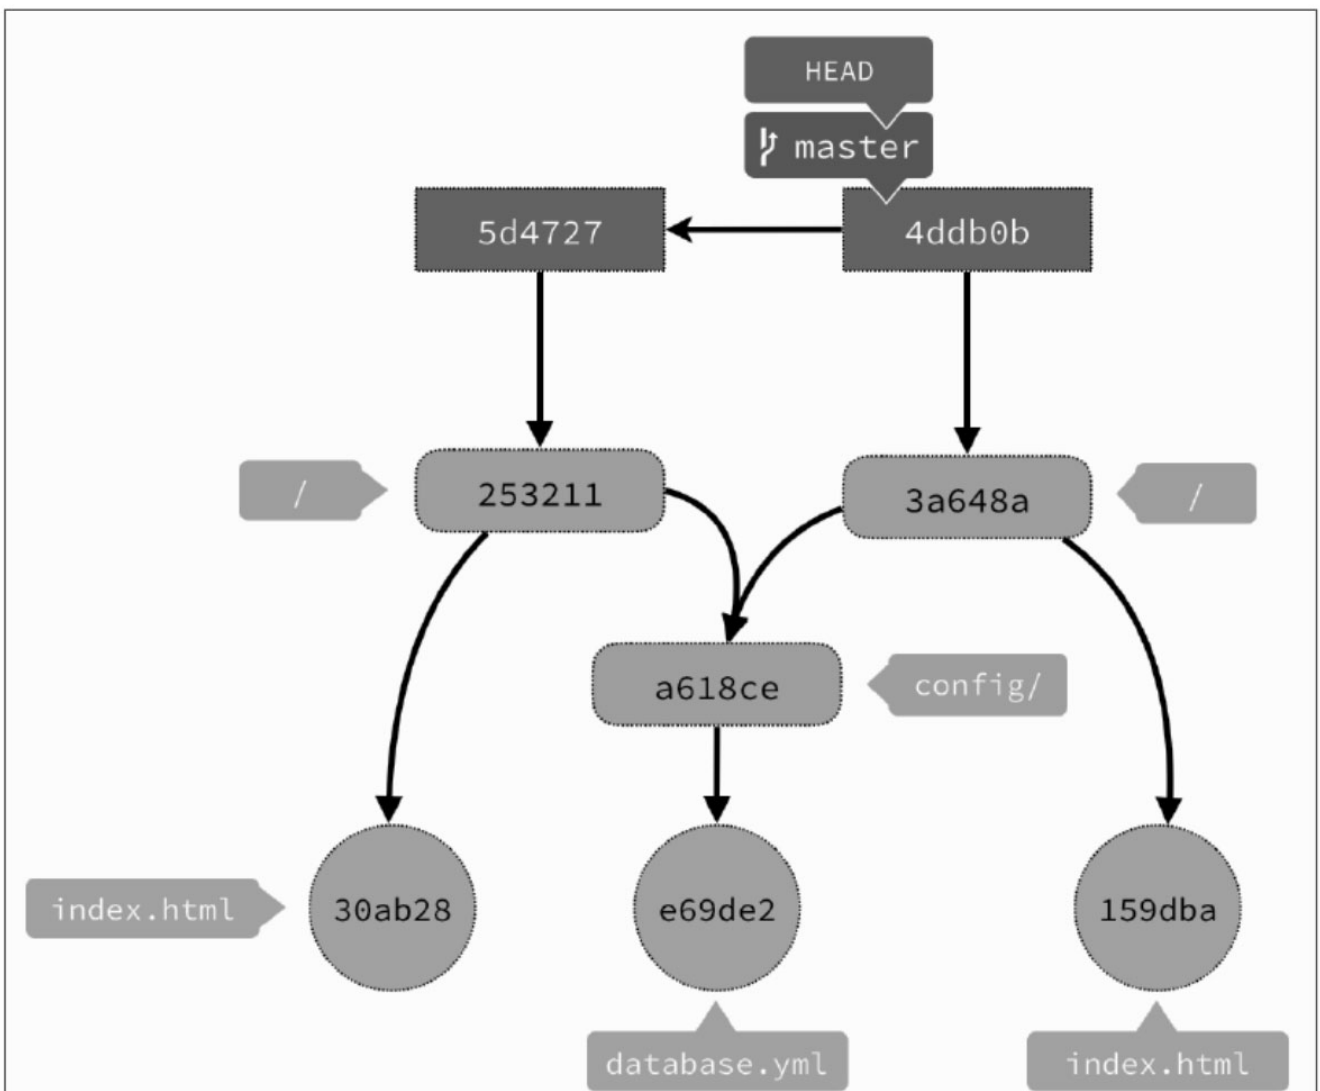 HEAD
master
5d4727
4ddb0b
/
253211
3a648a
/
a618ce
config/
index.html
30ab28
e69de2
159dba
database.yml
index.html